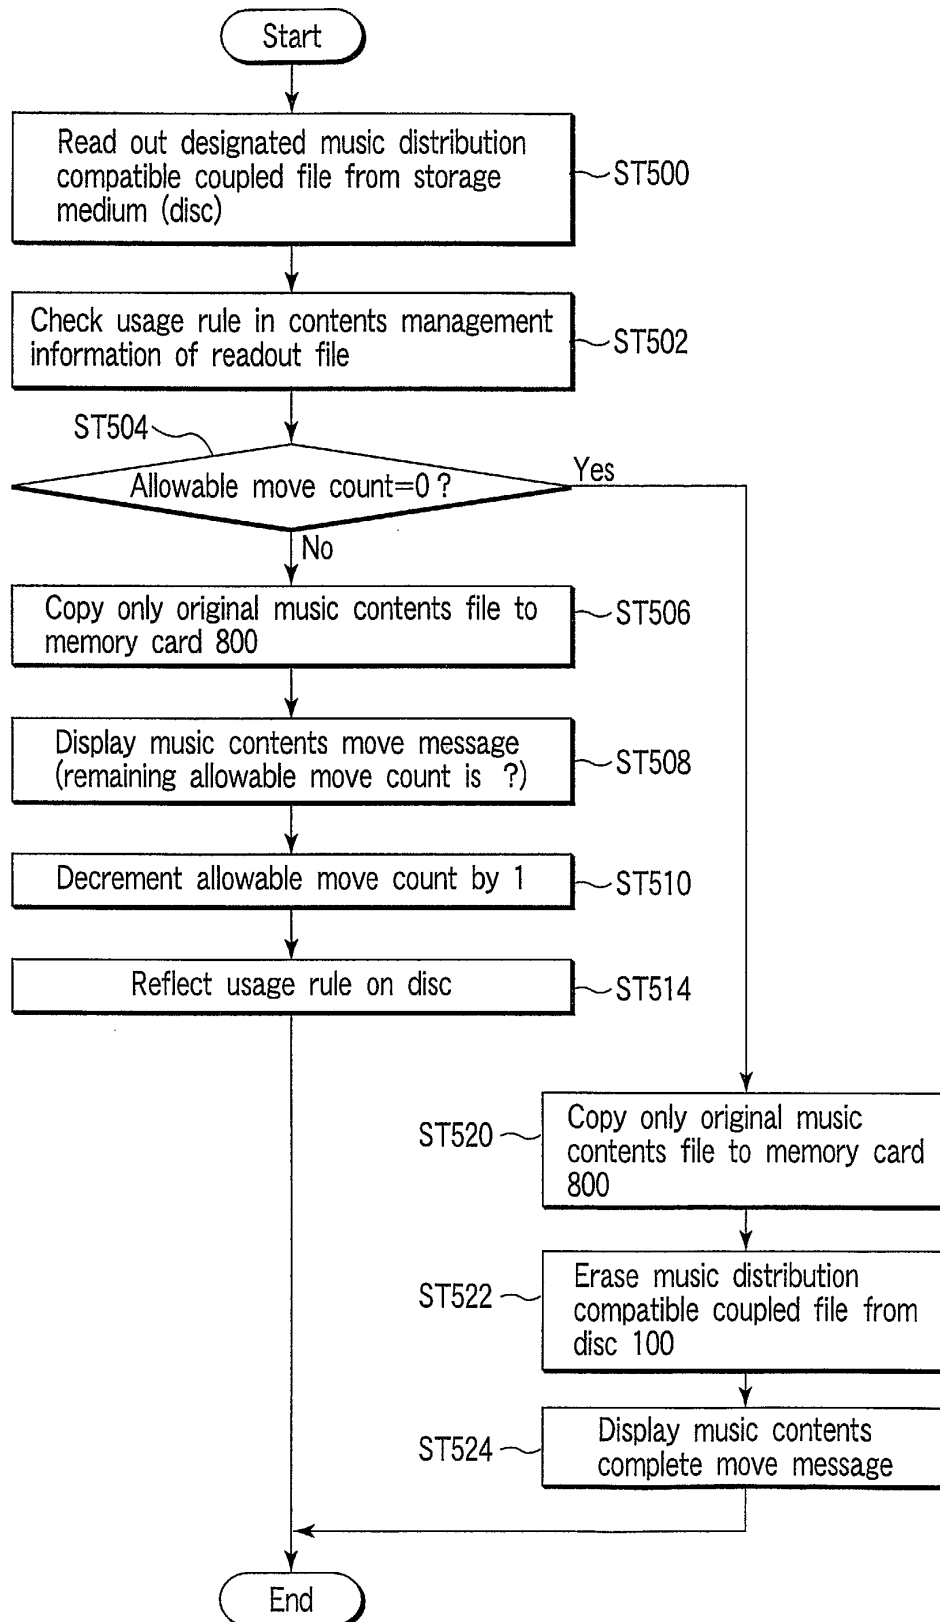 Start
Read out designated music distribution
compatible coupled file from storage
medium (disc)
ST500
Check usage rule in contents management
information of readout file
ST502
ST504
Allowable move count=0 ?
Yes
No
Copy only original music contents file to
memory card 800
ST506
Display music contents move message
(remaining allowable move count is ?)
ST508
Decrement allowable move count by 1
ST510
Reflect usage rule on disc
ST514
ST520
Copy only original music
contents file to memory card
800
ST522
Erase music distribution
compatible coupled file from
disc 100
ST524
Display music contents
complete move message
End